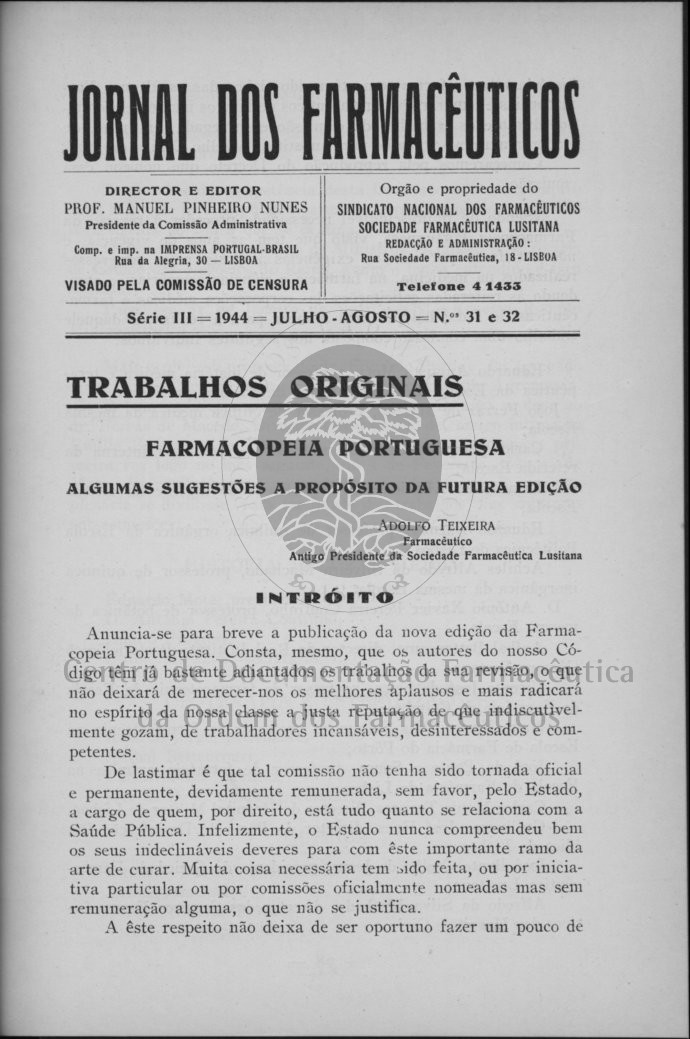 JORNAL DOS FARMACÊUTICOS
DIRECTOR E EDITOR
PROF. MANUEL PINHEIRO NUNES
Presidente da Comissão Administrativa
Comp. e imp. na IMPRENSA PORTUGAL-BRASIL
Rua da Alegria, 30 — LISBOA
VISADO PELA COMISSÃO DE CENSURA
Orgão e propriedade do
SINDICATO NACIONAL DOS FARMACÊUTICOS
SOCIEDADE FARMACÊUTICA LUSITANA
REDACÇÃO E ADMINISTRAÇÃO:
Rua Sociedade Farmacêutica, 18 - LISBOA
Telefone 4 1433
Série III = 1944 = JULHO - AGOSTO = N.os 31 e 32
TRABALHOS ORIGINAIS
FARMACOPEIA PORTUGUESA
ALGUMAS SUGESTÕES A PROPÓSITO DA FUTURA EDIÇÃO
ADOLFO TEIXEIRA
Farmacêutico
Antigo Presidente da Sociedade Farmacêutica Lusitana
INTRÓITO
Anuncia-se para breve a publicação da nova edição da Farma-
copeia Portuguesa. Consta, mesmo, que os autores do nosso Có-
digo têm já bastante adiantados os trabalhos da sua revisão, o que
não deixará de merecer-nos os melhores aplausos e mais radicará
no espírito da nossa classe a justa reputação de que indiscutìvel-
mente gozam, de trabalhadores incansáveis, desinteressados e com-
petentes.
De lastimar é que tal comissão não tenha sido tornada oficial
e permanente, devidamente remunerada, sem favor, pelo Estado,
a cargo de quem, por direito, está tudo quanto se relaciona com a
Saúde Pública. Infelizmente, o Estado nunca compreendeu bem
os seus indeclináveis deveres para com êste importante ramo da
arte de curar. Muita coisa necessária tem sido feita, ou por inicia-
tiva particular ou por comissões oficialmente nomeadas mas sem
remuneração alguma, o que não se justifica.
A êste respeito não deixa de ser oportuno fazer um pouco de
Centro de Documentação Farmacêutica
da Ordem dos Farmacêuticos